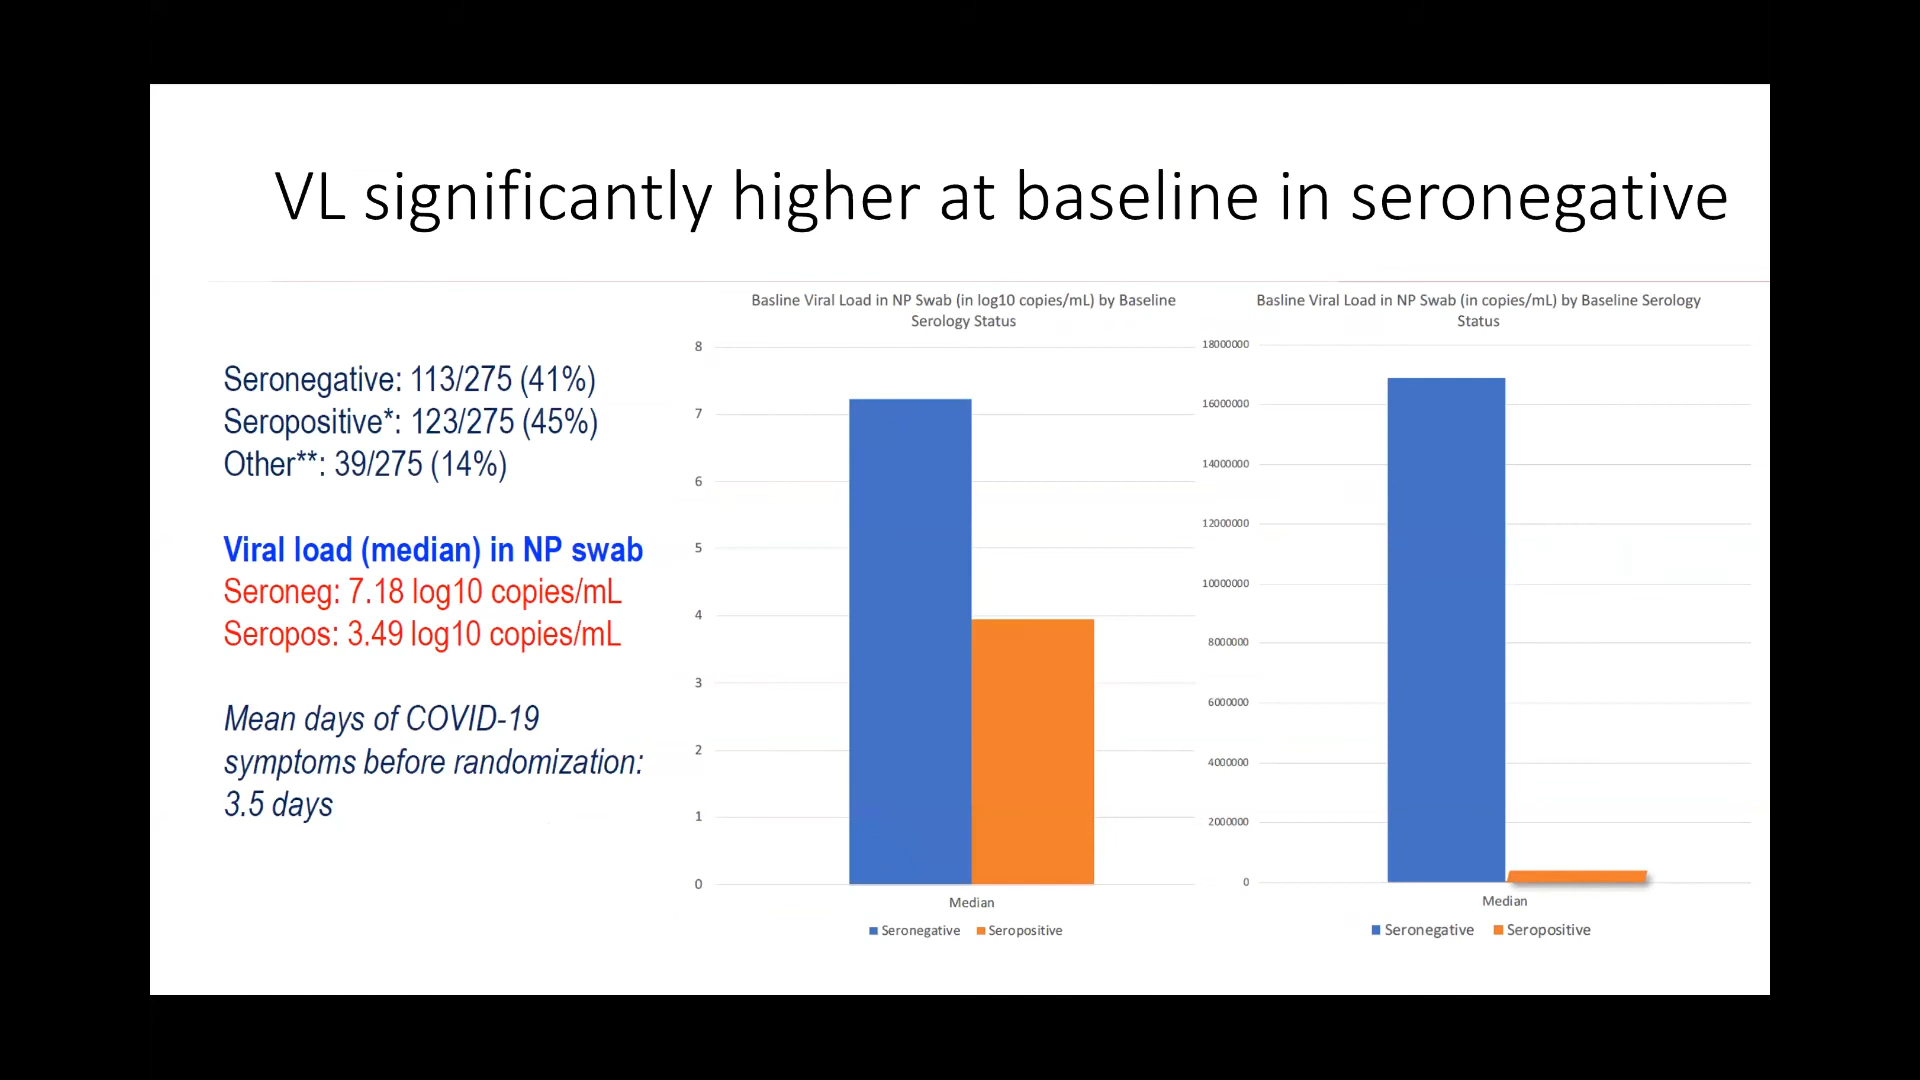 VL significantly higher at baseline in seronegative
Seronegative: 113/275 (41%)
Seropositive*: 123/275 (45%)
Other**: 39/275 (14%)
Viral load (median) in NP swab
Seroneg: 7.18 log10 copies/mL
Seropos: 3.49 log10 copies/mL
Mean days of COVID-19
symptoms before randomization:
3.5 days
Basline Viral Load in NP Swab (in log10 copies/mL) by Baseline
Serology Status
8
7
6
5
4
3
2
1
0
Median
Seronegative Seropositive
Basline Viral Load in NP Swab (in copies/mL) by Baseline Serology
Status
18000000
16000000
14000000
12000000
10000000
8000000
6000000
4000000
2000000
0
Median
Seronegative Seropositive